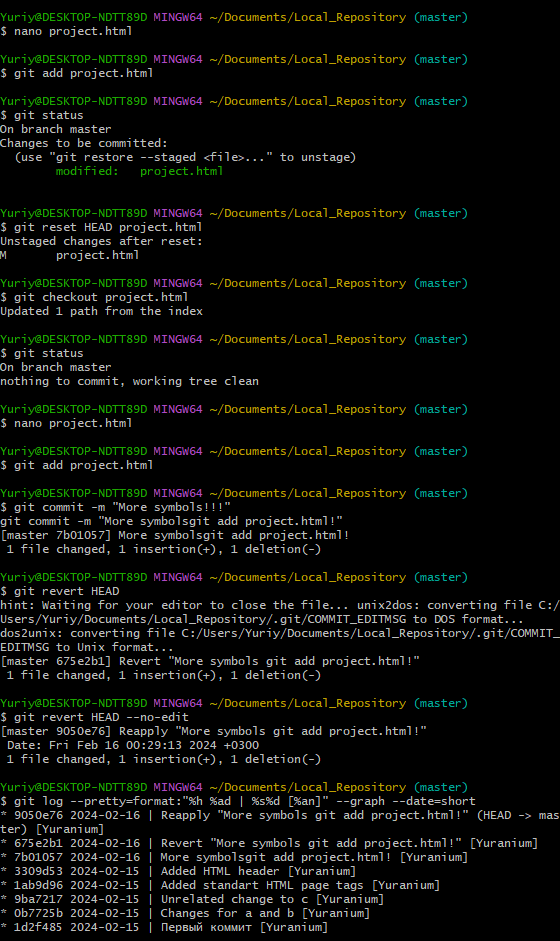 Yuriy@DESKTOP-NDTT89D MINGW64 ~/Documents/Local_Repository (master)
$ nano project.html
Yuriy@DESKTOP-NDTT89D MINGW64 ~/Documents/Local_Repository (master)
$ git add project.html
Yuriy@DESKTOP-NDTT89D MINGW64 ~/Documents/Local_Repository (master)
$ git status
On branch master
Changes to be committed:
  (use "git restore --staged <file>..." to unstage)
        modified:   project.html
Yuriy@DESKTOP-NDTT89D MINGW64 ~/Documents/Local_Repository (master)
$ git reset HEAD project.html
Unstaged changes after reset:
M       project.html
Yuriy@DESKTOP-NDTT89D MINGW64 ~/Documents/Local_Repository (master)
$ git checkout project.html
Updated 1 path from the index
Yuriy@DESKTOP-NDTT89D MINGW64 ~/Documents/Local_Repository (master)
$ git status
On branch master
nothing to commit, working tree clean
Yuriy@DESKTOP-NDTT89D MINGW64 ~/Documents/Local_Repository (master)
$ nano project.html
Yuriy@DESKTOP-NDTT89D MINGW64 ~/Documents/Local_Repository (master)
$ git add project.html
Yuriy@DESKTOP-NDTT89D MINGW64 ~/Documents/Local_Repository (master)
$ git commit -m "More symbols!!!"
git commit -m "More symbolsgit add project.html!"
[master 7b01057] More symbolsgit add project.html!
 1 file changed, 1 insertion(+), 1 deletion(-)
Yuriy@DESKTOP-NDTT89D MINGW64 ~/Documents/Local_Repository (master)
$ git revert HEAD
hint: Waiting for your editor to close the file... unix2dos: converting file C:/
Users/Yuriy/Documents/Local_Repository/.git/COMMIT_EDITMSG to DOS format...
dos2unix: converting file C:/Users/Yuriy/Documents/Local_Repository/.git/COMMIT_
EDITMSG to Unix format...
[master 675e2b1] Revert "More symbols git add project.html!"
 1 file changed, 1 insertion(+), 1 deletion(-)
Yuriy@DESKTOP-NDTT89D MINGW64 ~/Documents/Local_Repository (master)
$ git revert HEAD --no-edit
[master 9050e76] Reapply "More symbols git add project.html!"
 Date: Fri Feb 16 00:29:13 2024 +0300
 1 file changed, 1 insertion(+), 1 deletion(-)
Yuriy@DESKTOP-NDTT89D MINGW64 ~/Documents/Local_Repository (master)
$ git log --pretty=format:"%h %ad | %s%d [%an]" --graph --date=short
* 9050e76 2024-02-16 | Reapply "More symbols git add project.html!" (HEAD -> mas
ter) [Yuranium]
* 675e2b1 2024-02-16 | Revert "More symbols git add project.html!" [Yuranium]
* 7b01057 2024-02-16 | More symbolsgit add project.html! [Yuranium]
* 3309d53 2024-02-15 | Added HTML header [Yuranium]
* 1ab9d96 2024-02-15 | Added standart HTML page tags [Yuranium]
* 9ba7217 2024-02-15 | Unrelated change to c [Yuranium]
* 0b7725b 2024-02-15 | Changes for a and b [Yuranium]
* 1d2f485 2024-02-15 | Первый коммит [Yuranium]